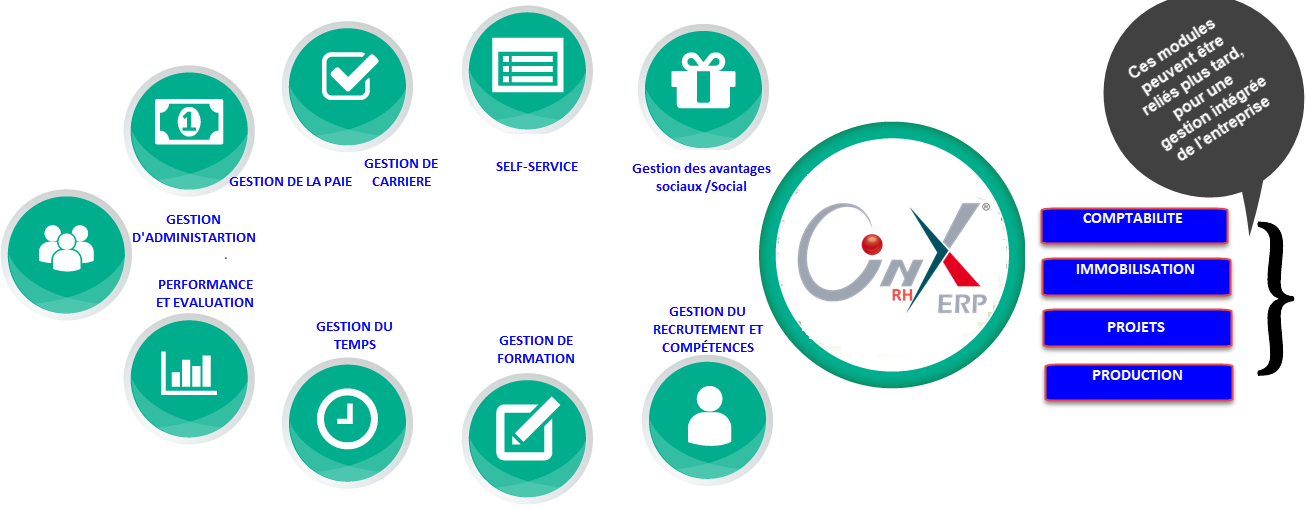 GESTION DE LA PAIE
GESTION DE
CARRIERE
SELF-SERVICE
Gestion des avantages
sociaux /Social
GESTION
D'ADMINISTARTION
.
PERFORMANCE
ET EVALUATION
GESTION DU
TEMPS
GESTION DE
FORMATION
GESTION DU
RECRUTEMENT ET
COMPÉTENCES
1
OnyX®
RH
ERP
Ces modules
peuvent être
reliés plus tard,
pour une
gestion intégrée
de l'entreprise
COMPTABILITE
IMMOBILISATION
PROJETS
PRODUCTION
}